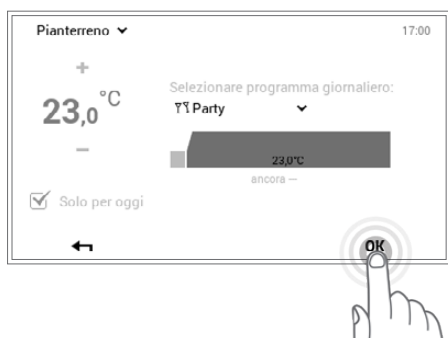 Pianterreno 17:00
+
23,0°C
−
Selezionare programma giornaliero:
Party
23,0°C
ancora --
Solo per oggi
OK